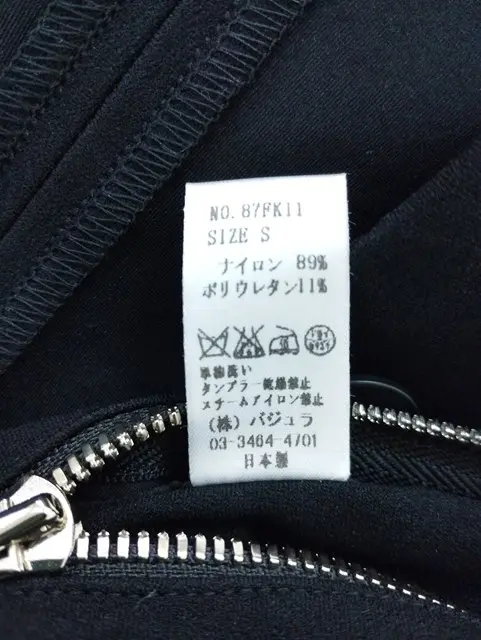 NO.87FK11
SIZE S
ナイロン 89%
ポリウレタン11%
単独洗い
タンブラー乾燥禁止
スチームアイロン禁止
(株) バジュラ
03-3464-4701
日本製